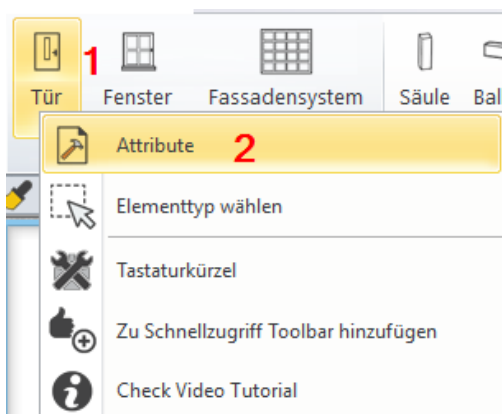 1
Tür Fenster Fassadensystem Säule Bal
Attribute 2
Elementtyp wählen
Tastaturkürzel
Zu Schnellzugriff Toolbar hinzufügen
Check Video Tutorial